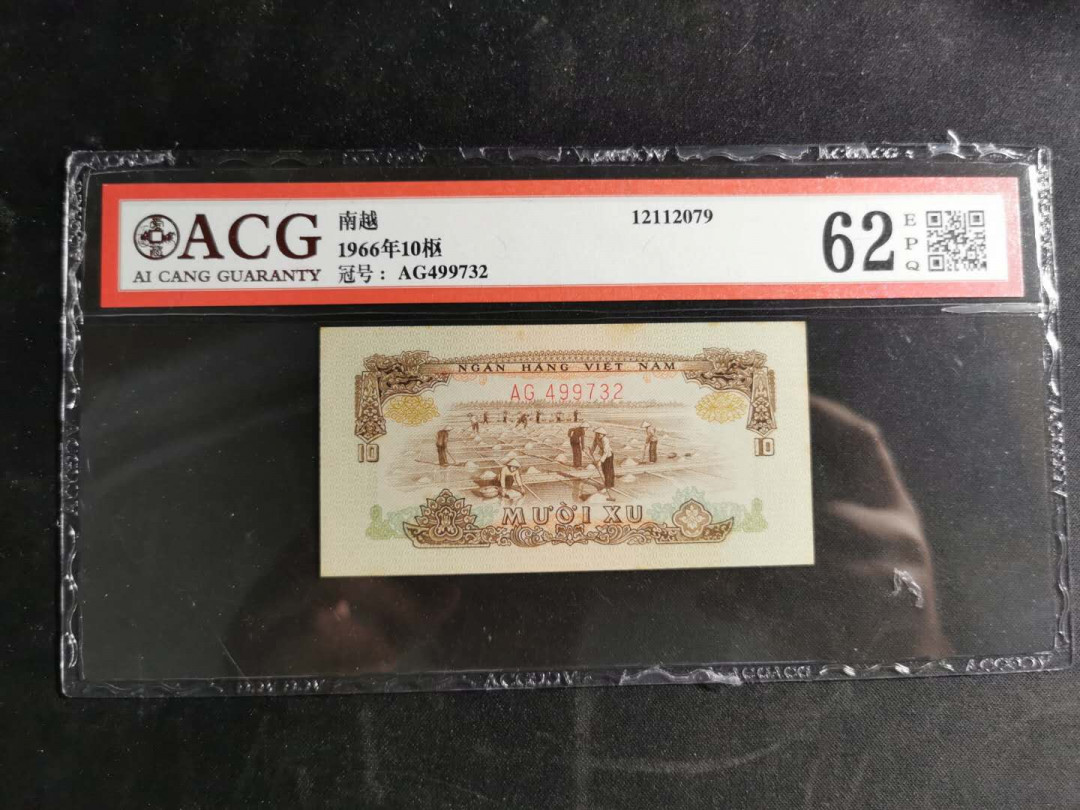 ACG
AI CANG GUARANTY
南越
1966年10枢
冠号： AG499732
12112079
62
EPQ
NGÂN HÀNG VIỆT NAM
AG 499732
10
10
MƯỜI XU